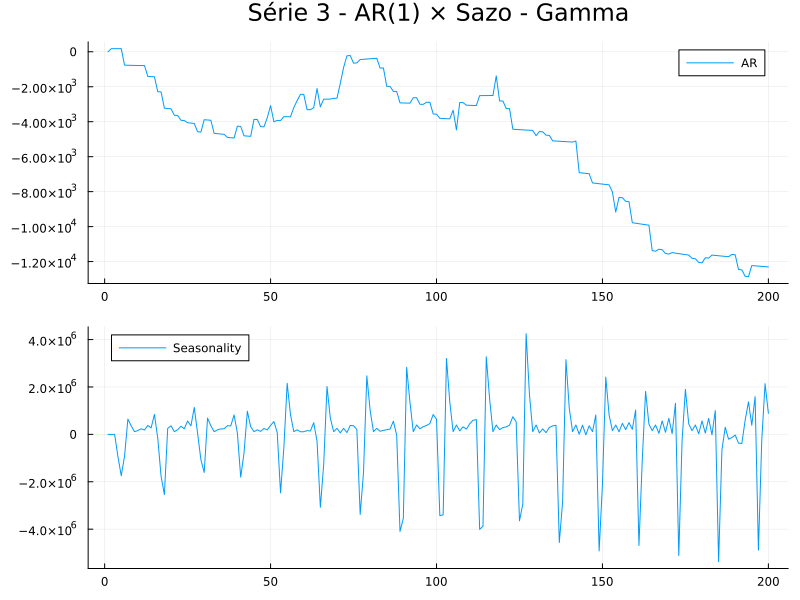 Série 3 - AR(1) × Sazo - Gamma
AR
0
−2.00×10³
−4.00×10³
−6.00×10³
−8.00×10³
−1.00×10⁴
−1.20×10⁴
0 50 100 150 200
Seasonality
4.0×10⁶
2.0×10⁶
0
−2.0×10⁶
−4.0×10⁶
0 50 100 150 200